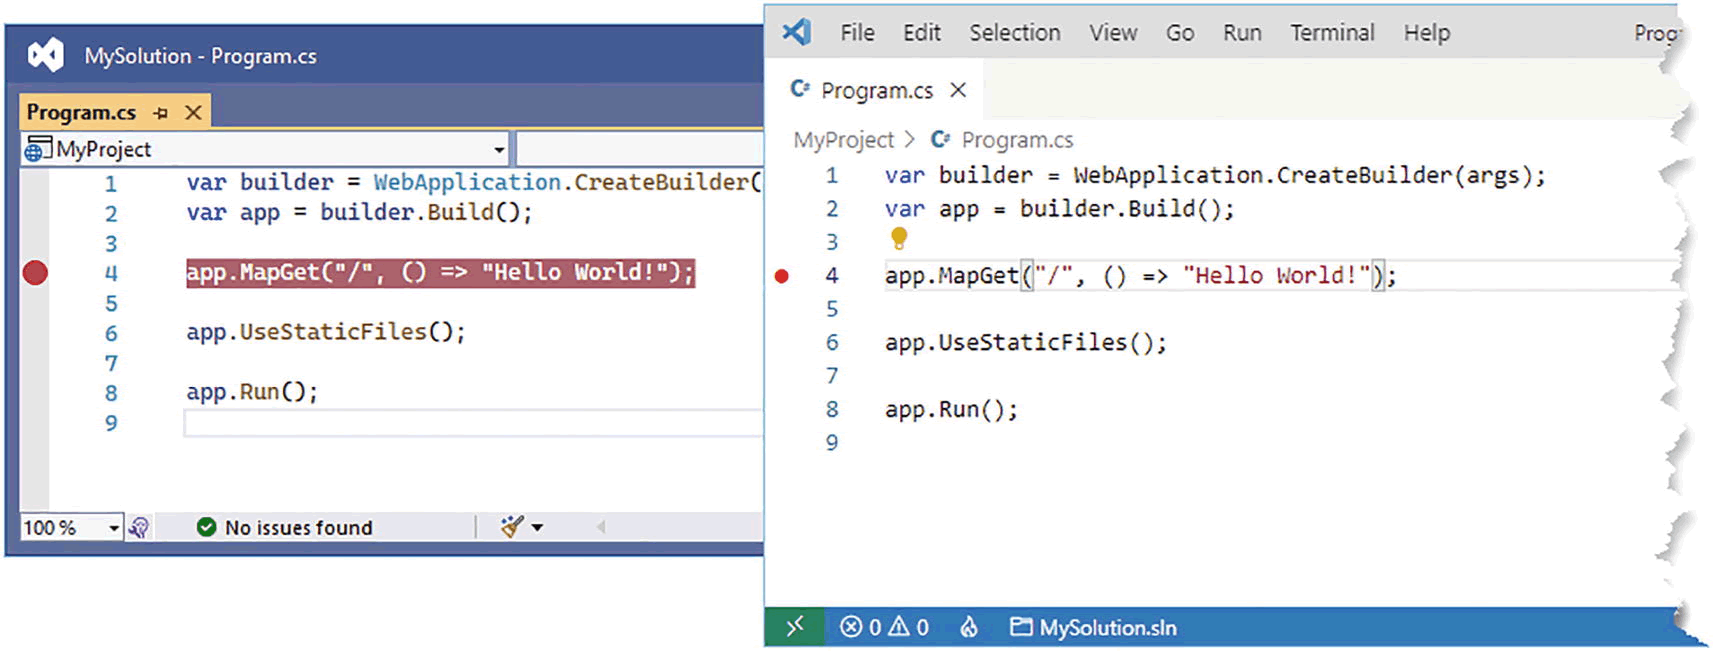 MySolution - Program.cs
Program.cs
MyProject
1 var builder = WebApplication.CreateBuilder(
2 var app = builder.Build();
3
4 app.MapGet("/", () => "Hello World!");
5
6 app.UseStaticFiles();
7
8 app.Run();
9
100 % No issues found
File Edit Selection View Go Run Terminal Help
Program.cs
MyProject > Program.cs
1 var builder = WebApplication.CreateBuilder(args);
2 var app = builder.Build();
3
4 app.MapGet("/", () => "Hello World!");
5
6 app.UseStaticFiles();
7
8 app.Run();
9
0 0 MySolution.sln